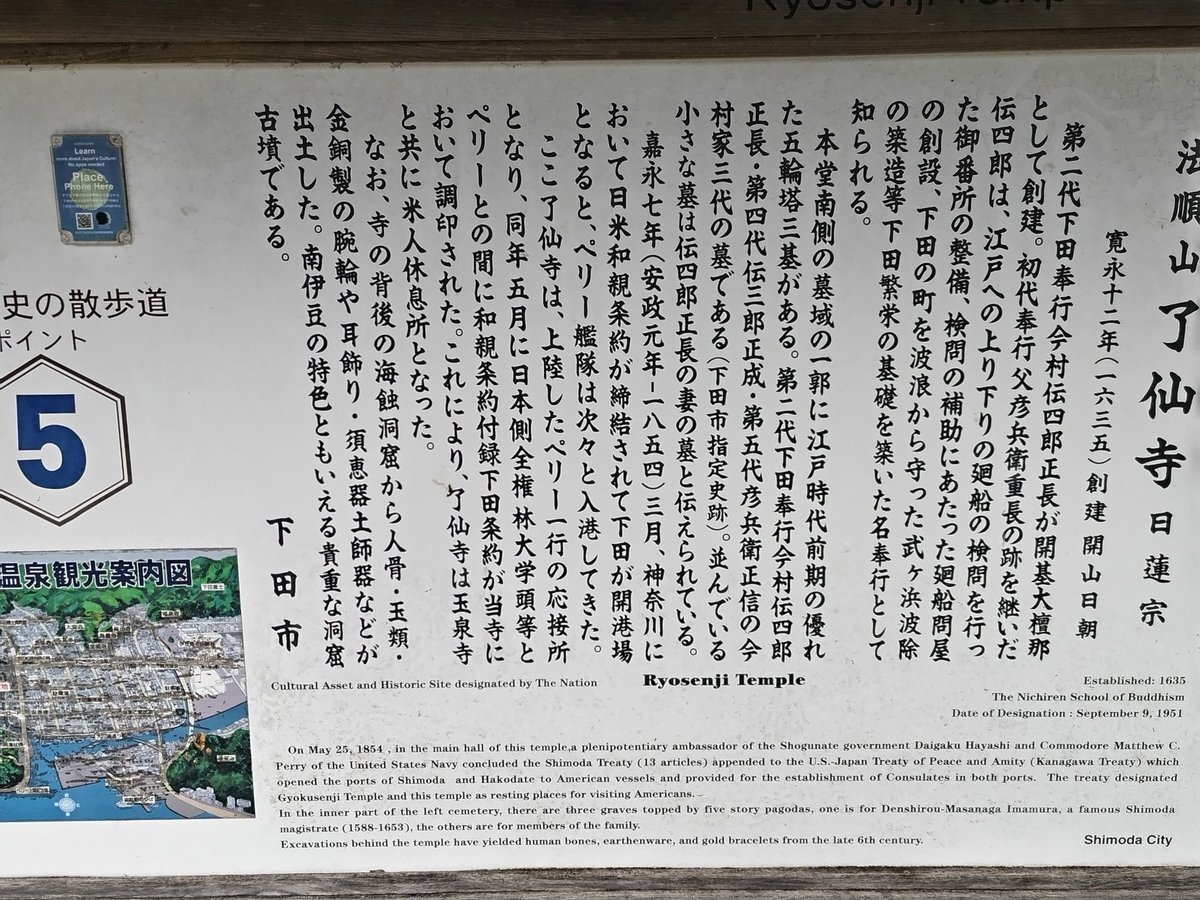 Ryosenji Temp
法順山了仙寺日蓮宗
寛永十二年(一六三五)創建開山日朝
第二代下田奉行今村伝四郎正長が開基大檀那
として創建。初代奉行父彦兵衛重長の跡を継いだ
伝四郎は、江戸への上り下りの廻船の検問を行っ
た御番所の整備、検問の補助にあたった廻船問屋
の創設、下田の町を波浪から守った武ヶ浜波除
の築造等下田繁栄の基礎を築いた名奉行として
知られる。
本堂南側の墓域の一郭に江戸時代前期の優れ
た五輪塔三基がある。第二代下田奉行今村伝四郎
正長・第四代伝三郎正成・第五代彦兵衛正信の今
村家三代の墓である(下田市指定史跡)。並んでいる
小さな墓は伝四郎正長の妻の墓と伝えられている。
嘉永七年(安政元年－一八五四)三月、神奈川に
おいて日米和親条約が締結されて下田が開港場
となると、ペリー艦隊は次々と入港してきた。
ここ了仙寺は、上陸したペリー一行の応接所
となり、同年五月に日本側全権林大学頭等と
ペリーとの間に和親条約付録下田条約が当寺に
おいて調印された。これにより、了仙寺は玉泉寺
と共に米人休息所となった。
なお、寺の背後の海蝕洞窟から人骨・玉類・
金銅製の腕輪や耳飾り・須恵器土師器などが
出土した。南伊豆の特色ともいえる貴重な洞窟
古墳である。
下田市
Learn
more about Japan's Culture!
No apps needed
Place
Phone Here
史の散歩道
ポイント
5
温泉観光案内図
Cultural Asset and Historic Site designated by The Nation
Ryosenji Temple
Established: 1635
The Nichiren School of Buddhism
Date of Designation : September 9, 1951
On May 25, 1854 , in the main hall of this temple,a plenipotentiary ambassador of the Shogunate government Daigaku Hayashi and Commodore Matthew C.
Perry of the United States Navy concluded the Shimoda Treaty (13 articles) appended to the U.S.-Japan Treaty of Peace and Amity (Kanagawa Treaty) which
opened the ports of Shimoda and Hakodate to American vessels and provided for the establishment of Consulates in both ports. The treaty designated
Gyokusenji Temple and this temple as resting places for visiting Americans.
In the inner part of the left cemetery, there are three graves topped by five story pagodas, one is for Denshirou-Masanaga Imamura, a famous Shimoda
magistrate (1588-1653), the others are for members of the family.
Excavations behind the temple have yielded human bones, earthenware, and gold bracelets from the late 6th century.
Shimoda City